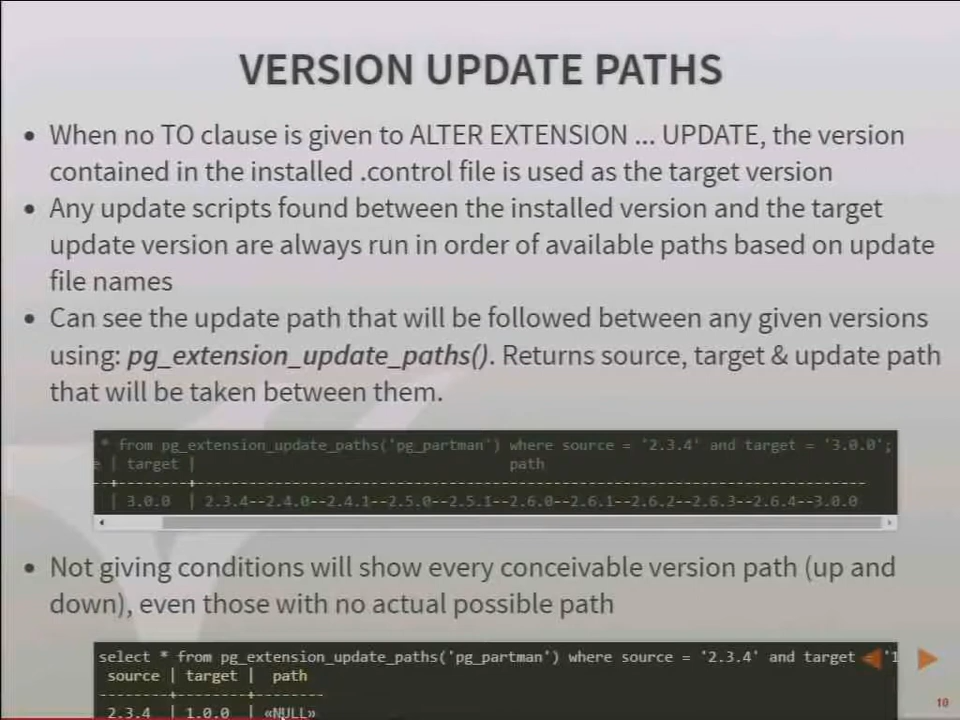 VERSION UPDATE PATHS
• When no TO clause is given to ALTER EXTENSION ... UPDATE, the version
contained in the installed .control file is used as the target version
• Any update scripts found between the installed version and the target
update version are always run in order of available paths based on update
file names
• Can see the update path that will be followed between any given versions
using: pg_extension_update_paths(). Returns source, target & update path
that will be taken between them.
* from pg_extension_update_paths('pg_partman') where source = '2.3.4' and target = '3.0.0';
e | target | path
--+--------+--------------------------------------------------------------
| 3.0.0 | 2.3.4--2.4.0--2.4.1--2.5.0--2.5.1--2.6.0--2.6.1--2.6.2--2.6.3--2.6.4--3.0.0
• Not giving conditions will show every conceivable version path (up and
down), even those with no actual possible path
select * from pg_extension_update_paths('pg_partman') where source = '2.3.4' and target = '1
source | target | path
--------+--------+--------
2.3.4 | 1.0.0 | «NULL»
10